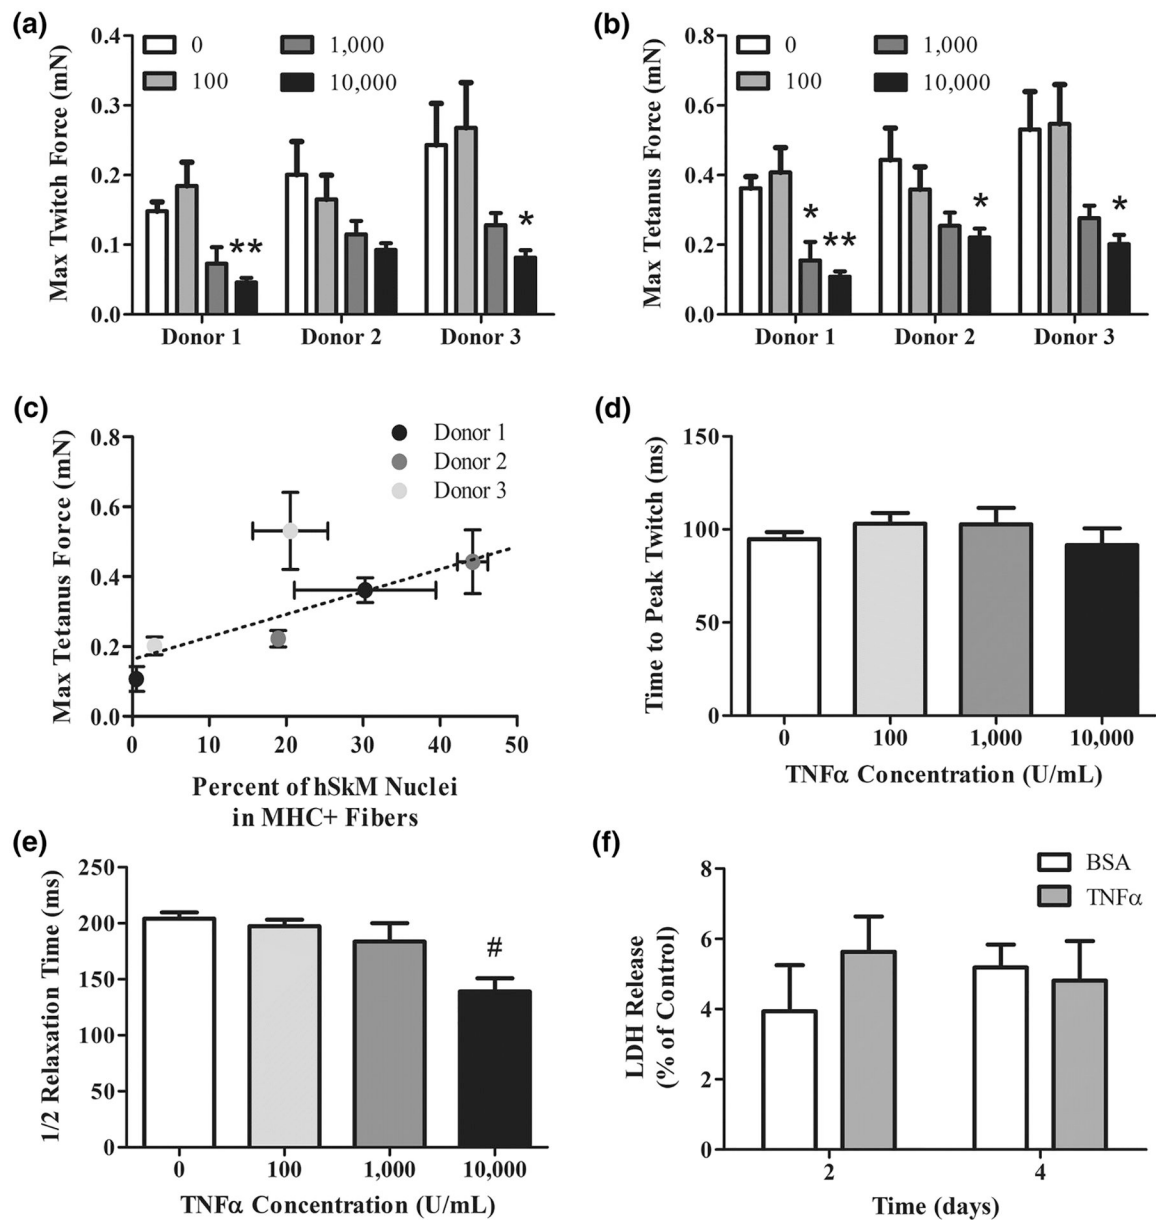 (a)
Max Twitch Force (mN)
0.4
0.3
0.2
0.1
0.0
0
100
1,000
10,000
**
*
Donor 1
Donor 2
Donor 3
(b)
Max Tetanus Force (mN)
0.8
0.6
0.4
0.2
0.0
0
100
1,000
10,000
*
**
*
*
Donor 1
Donor 2
Donor 3
(c)
Max Tetanus Force (mN)
0.8
0.6
0.4
0.2
0.0
Donor 1
Donor 2
Donor 3
0
10
20
30
40
50
Percent of hSkM Nuclei
in MHC+ Fibers
(d)
Time to Peak Twitch (ms)
150
100
50
0
0
100
1,000
10,000
TNFα Concentration (U/mL)
(e)
1/2 Relaxation Time (ms)
250
200
150
100
50
0
#
0
100
1,000
10,000
TNFα Concentration (U/mL)
(f)
LDH Release
(% of Control)
8
6
4
2
0
BSA
TNFα
2
4
Time (days)